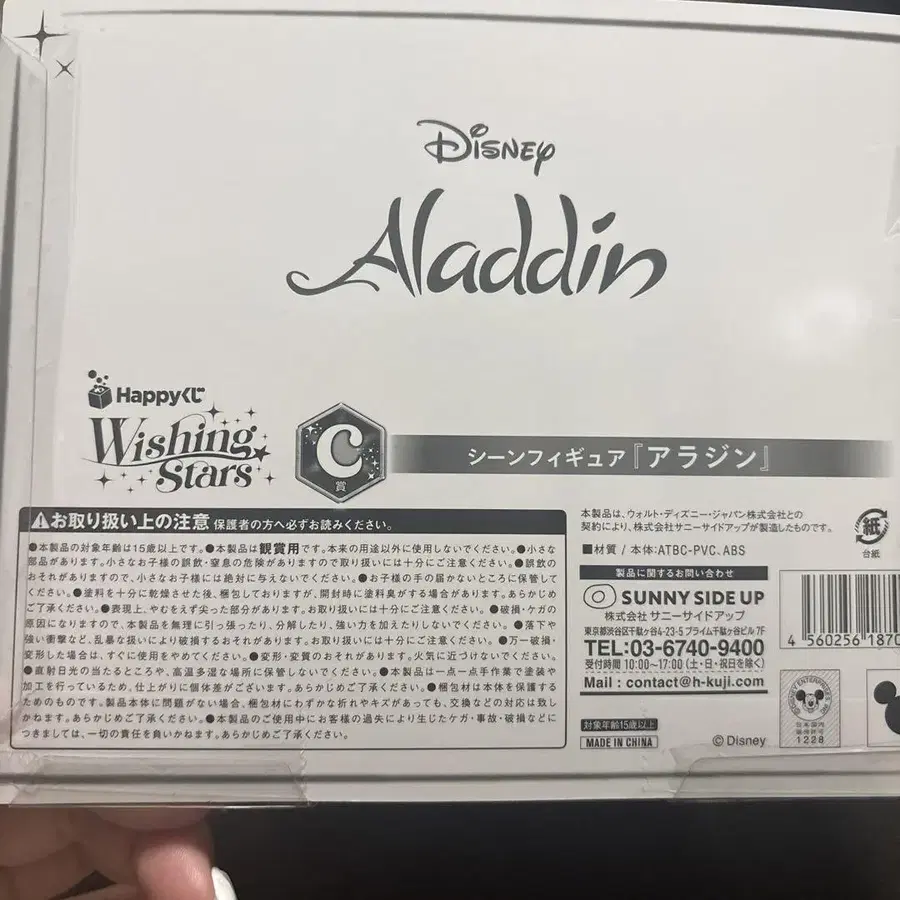 Disney
Aladdin
Happyくじ
Wishing
Stars
C
賞
シーンフィギュア『アラジン』
⚠お取り扱い上の注意 保護者の方へ必ずお読みください。
●本製品の対象年齢は15歳以上です。●本製品は観賞用です。本来の用途以外に使用しないでください。●小さな
部品があります。小さなお子様の誤飲・窒息の危険がありますので取り扱いには十分にご注意ください。●誤飲の
おそれがありますので、小さなお子様には絶対に与えないでください。●お子様の手の届かないところに保管して
ください。●塗料を十分に乾燥させた後、梱包しておりますが、開封時に塗料臭がする場合があります。あらかじめ
ご了承ください。●表現上、やむをえず尖った部分があります。お取り扱いには十分にご注意ください。●破損・ケガの
原因になりますので、本製品を無理に引っ張ったり、分解したり、強い力を加えたりしないでください。●落下や
強い衝撃など、乱暴な扱いにより破損するおそれがあります。お取り扱いには十分にご注意ください。●万一破損・
変形した場合は、すぐに使用をやめてください。●変形・変質のおそれがあります。火気に近づけないでください。
●直射日光の当たるところや、高温多湿な場所に保管しないでください。●本製品は一点一点手作業で塗装や
加工を行っているため、仕上がりに個体差がございます。あらかじめご了承ください。●梱包材は本体を保護する
ためのものです。製品本体に問題がない場合、梱包材にわずかな折れやキズがあっても、交換などの対応は致し
かねます。あらかじめご了承ください。●本製品のご使用中にお客様の過失により生じたケガ・事故・破損などに
つきましては、一切の責任を負いかねます。あらかじめご了承ください。
本製品は、ウォルト・ディズニー・ジャパン株式会社との
契約により、株式会社サニーサイドアップが製造したものです。
■材質 / 本体:ATBC-PVC、ABS
紙
台紙
製品に関するお問い合わせ
SUNNY SIDE UP
株式会社 サニーサイドアップ
東京都渋谷区千駄ヶ谷4-23-5 プライム千駄ヶ谷ビル 7F
TEL:03-6740-9400
受付時間 10:00〜17:00(土・日・祝日を除く)
Mail : contact@h-kuji.com
4 560256 1870
対象年齢15歳以上
MADE IN CHINA
©Disney
日本国内
1228